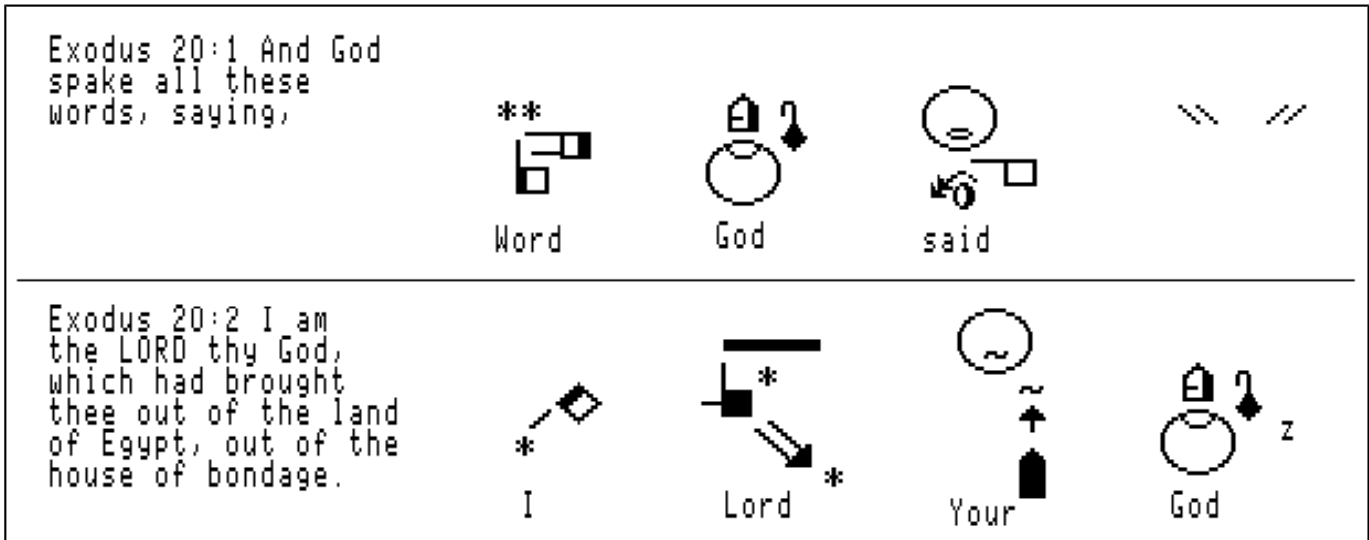 Exodus 20:1 And God
spake all these
words, saying,
Word God said
Exodus 20:2 I am
the LORD thy God,
which had brought
thee out of the land
of Egypt, out of the
house of bondage.
z
I Lord Your God